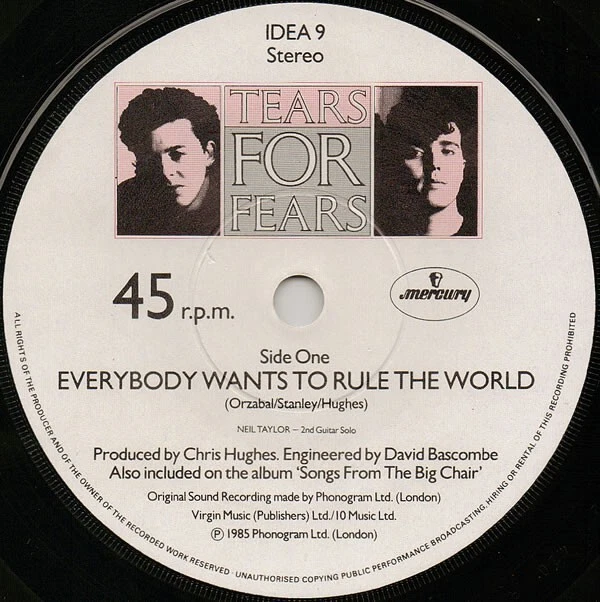 IDEA 9
Stereo
TEARS
FOR
FEARS
45 r.p.m.
mercury
Side One
EVERYBODY WANTS TO RULE THE WORLD
(Orzabal/Stanley/Hughes)
NEIL TAYLOR – 2nd Guitar Solo
Produced by Chris Hughes. Engineered by David Bascombe
Also included on the album ‘Songs From The Big Chair’
Original Sound Recording made by Phonogram Ltd. (London)
Virgin Music (Publishers) Ltd./10 Music Ltd.
Ⓟ 1985 Phonogram Ltd. (London)
ALL RIGHTS OF THE PRODUCER AND OF THE OWNER OF THE RECORDED WORK RESERVED · UNAUTHORISED COPYING PUBLIC PERFORMANCE BROADCASTING, HIRING OR RENTAL OF THIS RECORDING PROHIBITED